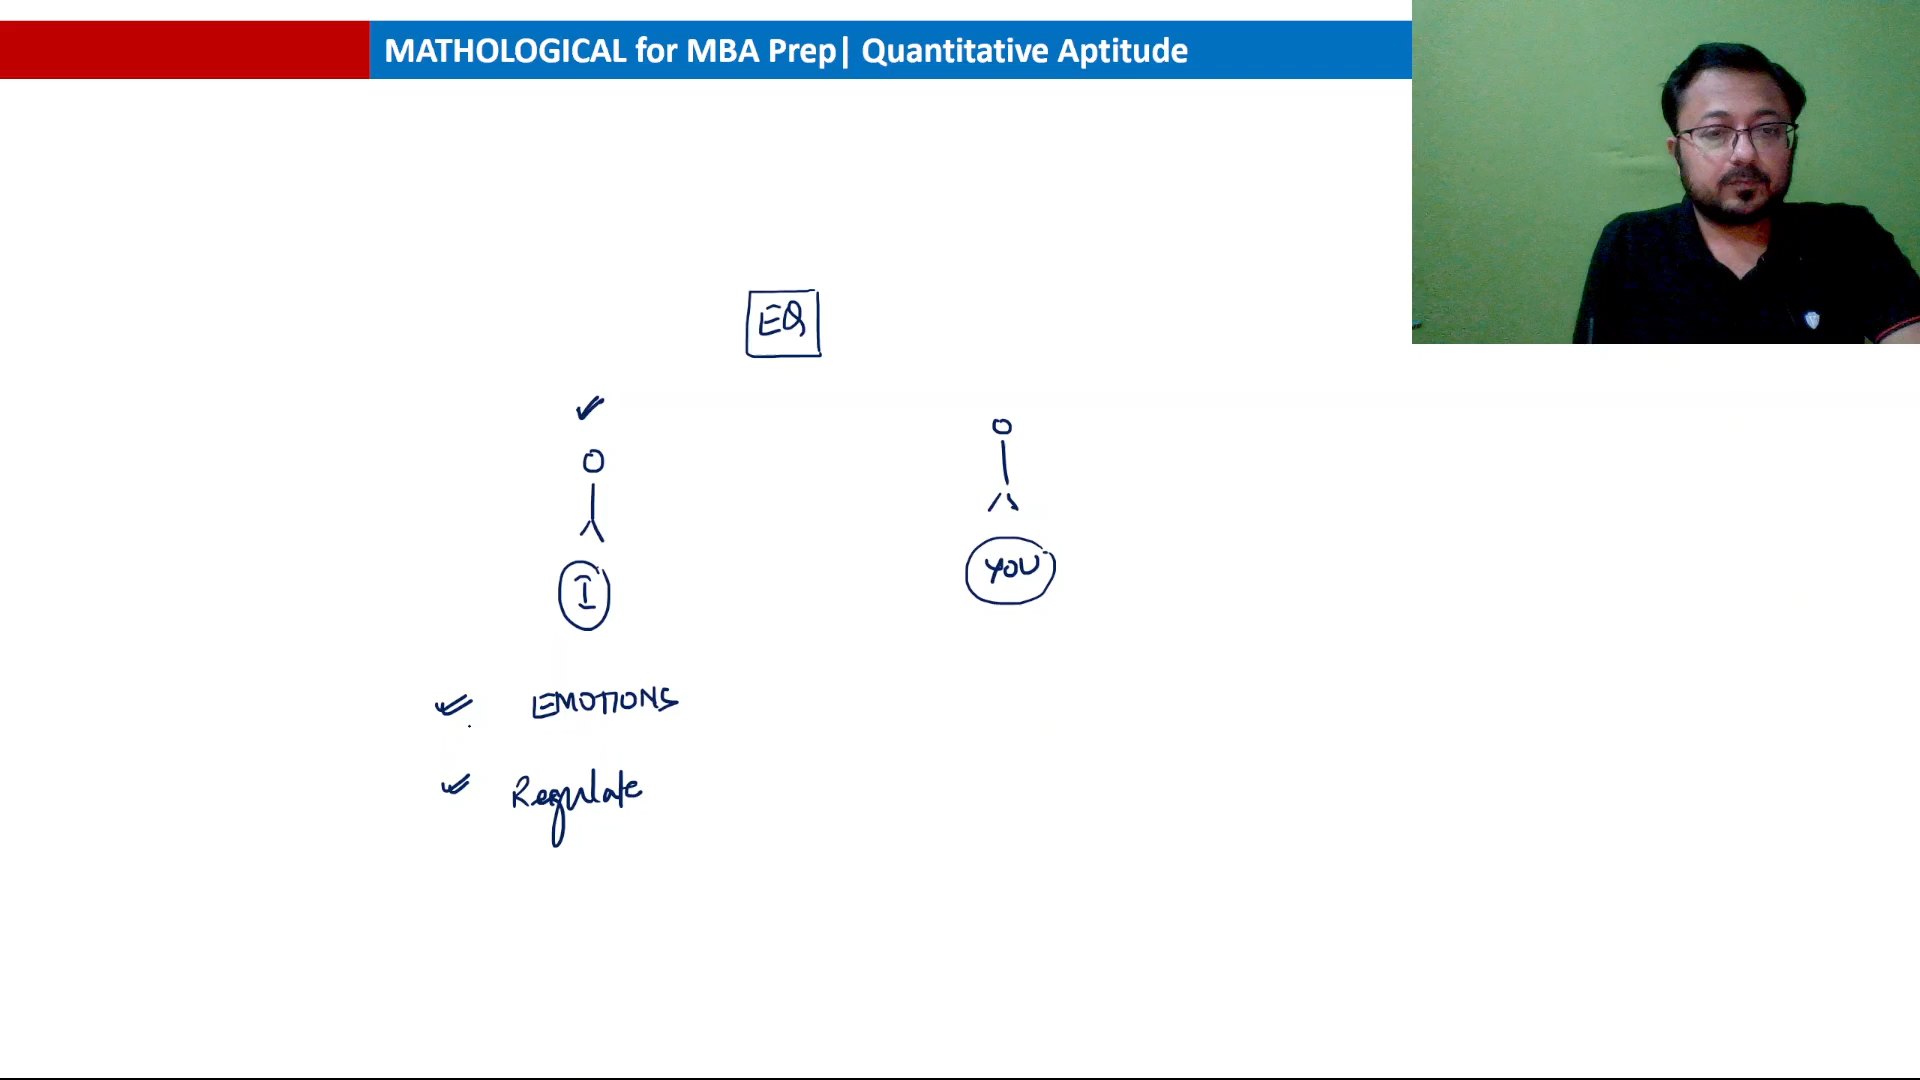 MATHOLOGICAL for MBA Prep| Quantitative Aptitude
EQ
I
YOU
EMOTIONS
Regulate